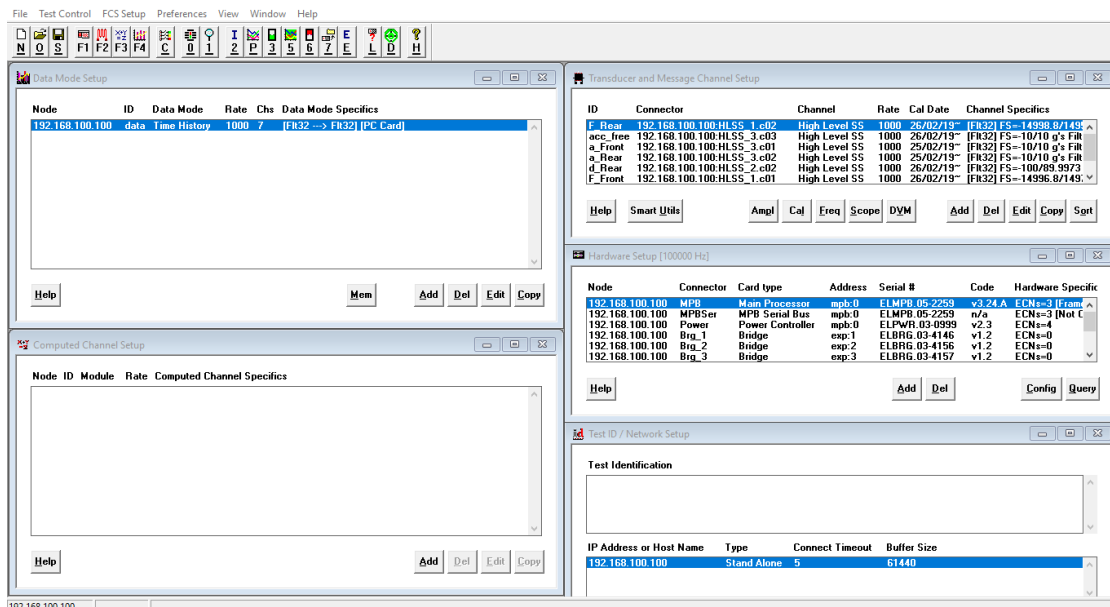 File Test Control FCS Setup Preferences View Window Help
N O S F1 F2 F3 F4 C 0 1 2 P 3 5 6 7 E L D H
Data Mode Setup
Node ID Data Mode Rate Chs Data Mode Specifics
192.168.100.100 data Time History 1000 7 [Flt32 ---> Flt32] [PC Card]
Help Mem Add Del Edit Copy
Computed Channel Setup
Node ID Module Rate Computed Channel Specifics
Help Add Del Edit Copy
Transducer and Message Channel Setup
ID Connector Channel Rate Cal Date Channel Specifics
F_Rear 192.168.100.100:HLSS_1.c02 High Level SS 1000 26/02/19~ [Flt32] FS=-14998.8/149
acc_free 192.168.100.100:HLSS_3.c03 High Level SS 1000 26/02/19~ [Flt32] FS=-10/10 g's Filt
a_Front 192.168.100.100:HLSS_3.c01 High Level SS 1000 25/02/19~ [Flt32] FS=-10/10 g's Filt
a_Rear 192.168.100.100:HLSS_3.c02 High Level SS 1000 25/02/19~ [Flt32] FS=-10/10 g's Filt
d_Rear 192.168.100.100:HLSS_2.c02 High Level SS 1000 26/02/19~ [Flt32] FS=-100/89.9973
F_Front 192.168.100.100:HLSS_1.c01 High Level SS 1000 26/02/19~ [Flt32] FS=-14996.8/149
Help Smart Utils Ampl Cal Freq Scope DVM Add Del Edit Copy Sort
Hardware Setup [100000 Hz]
Node Connector Card type Address Serial # Code Hardware Specific
192.168.100.100 MPB Main Processor mpb:0 ELMPB.05-2259 v3.24.A ECNs=3 [Frame
192.168.100.100 MPBSer MPB Serial Bus mpb:0 ELMPB.05-2259 n/a ECNs=3 [Not C
192.168.100.100 Power Power Controller mpb:0 ELPWR.03-0999 v2.3 ECNs=4
192.168.100.100 Brg_1 Bridge exp:1 ELBRG.03-4146 v1.2 ECNs=0
192.168.100.100 Brg_2 Bridge exp:2 ELBRG.03-4156 v1.2 ECNs=0
192.168.100.100 Brg_3 Bridge exp:3 ELBRG.03-4157 v1.2 ECNs=0
Help Add Del Config Query
Test ID / Network Setup
Test Identification
IP Address or Host Name Type Connect Timeout Buffer Size
192.168.100.100 Stand Alone 5 61440
192.168.100.100